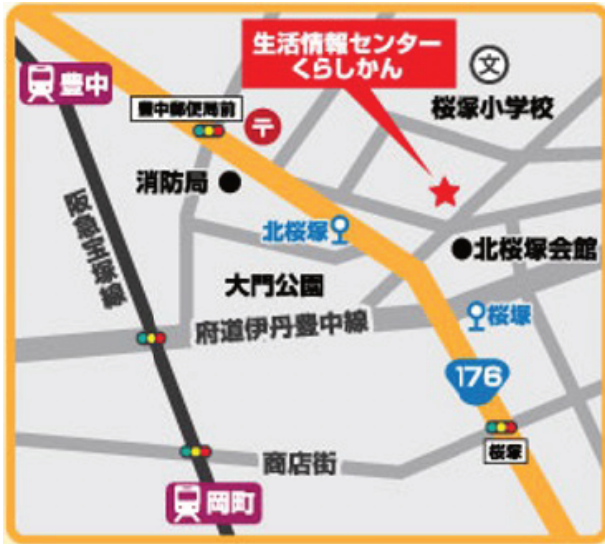 生活情報センター
くらしかん
文
桜塚小学校
豊中
豊中郵便局前
〒
消防局
阪急宝塚線
北桜塚
北桜塚会館
大門公園
府道伊丹豊中線
桜塚
176
桜塚
商店街
岡町